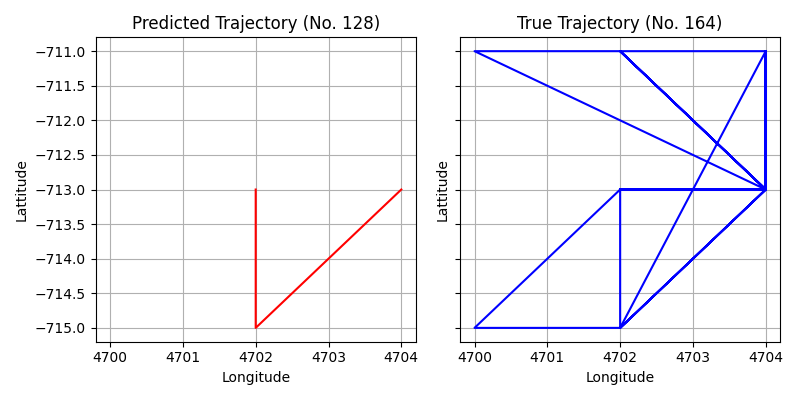 Predicted Trajectory (No. 128)
True Trajectory (No. 164)
Lattitude
−711.0
−711.5
−712.0
−712.5
−713.0
−713.5
−714.0
−714.5
−715.0
4700 4701 4702 4703 4704
Longitude
Lattitude
4700 4701 4702 4703 4704
Longitude